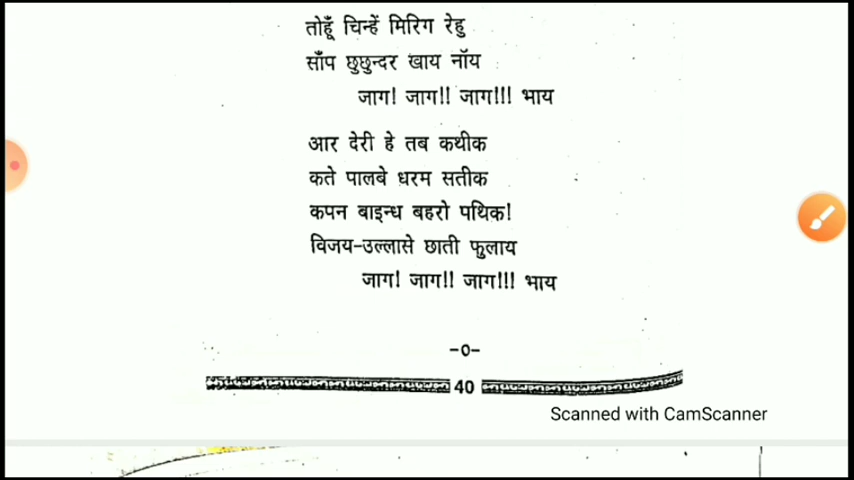 तोहूँ चिन्हें मिरिग रेहु
साँप छुछुन्दर खाय नॉय
जाग! जाग!! जाग!!! भाय
आर देरी हे तब कथीक
कते पालबे धरम सतीक
कपन बाइन्ध बहरो पथिक!
विजय-उल्लासे छाती फुलाय
जाग! जाग!! जाग!!! भाय
-०-
40
Scanned with CamScanner